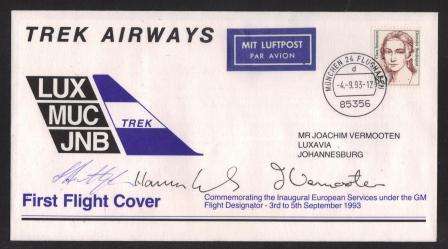 TREK AIRWAYS
MIT LUFTPOST
PAR AVION
MÜNCHEN 24 FLUGHAFEN
d
-4.-9.93-17
85356
LUX
MUC
JNB
TREK
MR JOACHIM VERMOOTEN
LUXAVIA
JOHANNESBURG
J Vermooten
First Flight Cover
Commemorating the Inaugural European Services under the GM
Flight Designator - 3rd to 5th September 1993